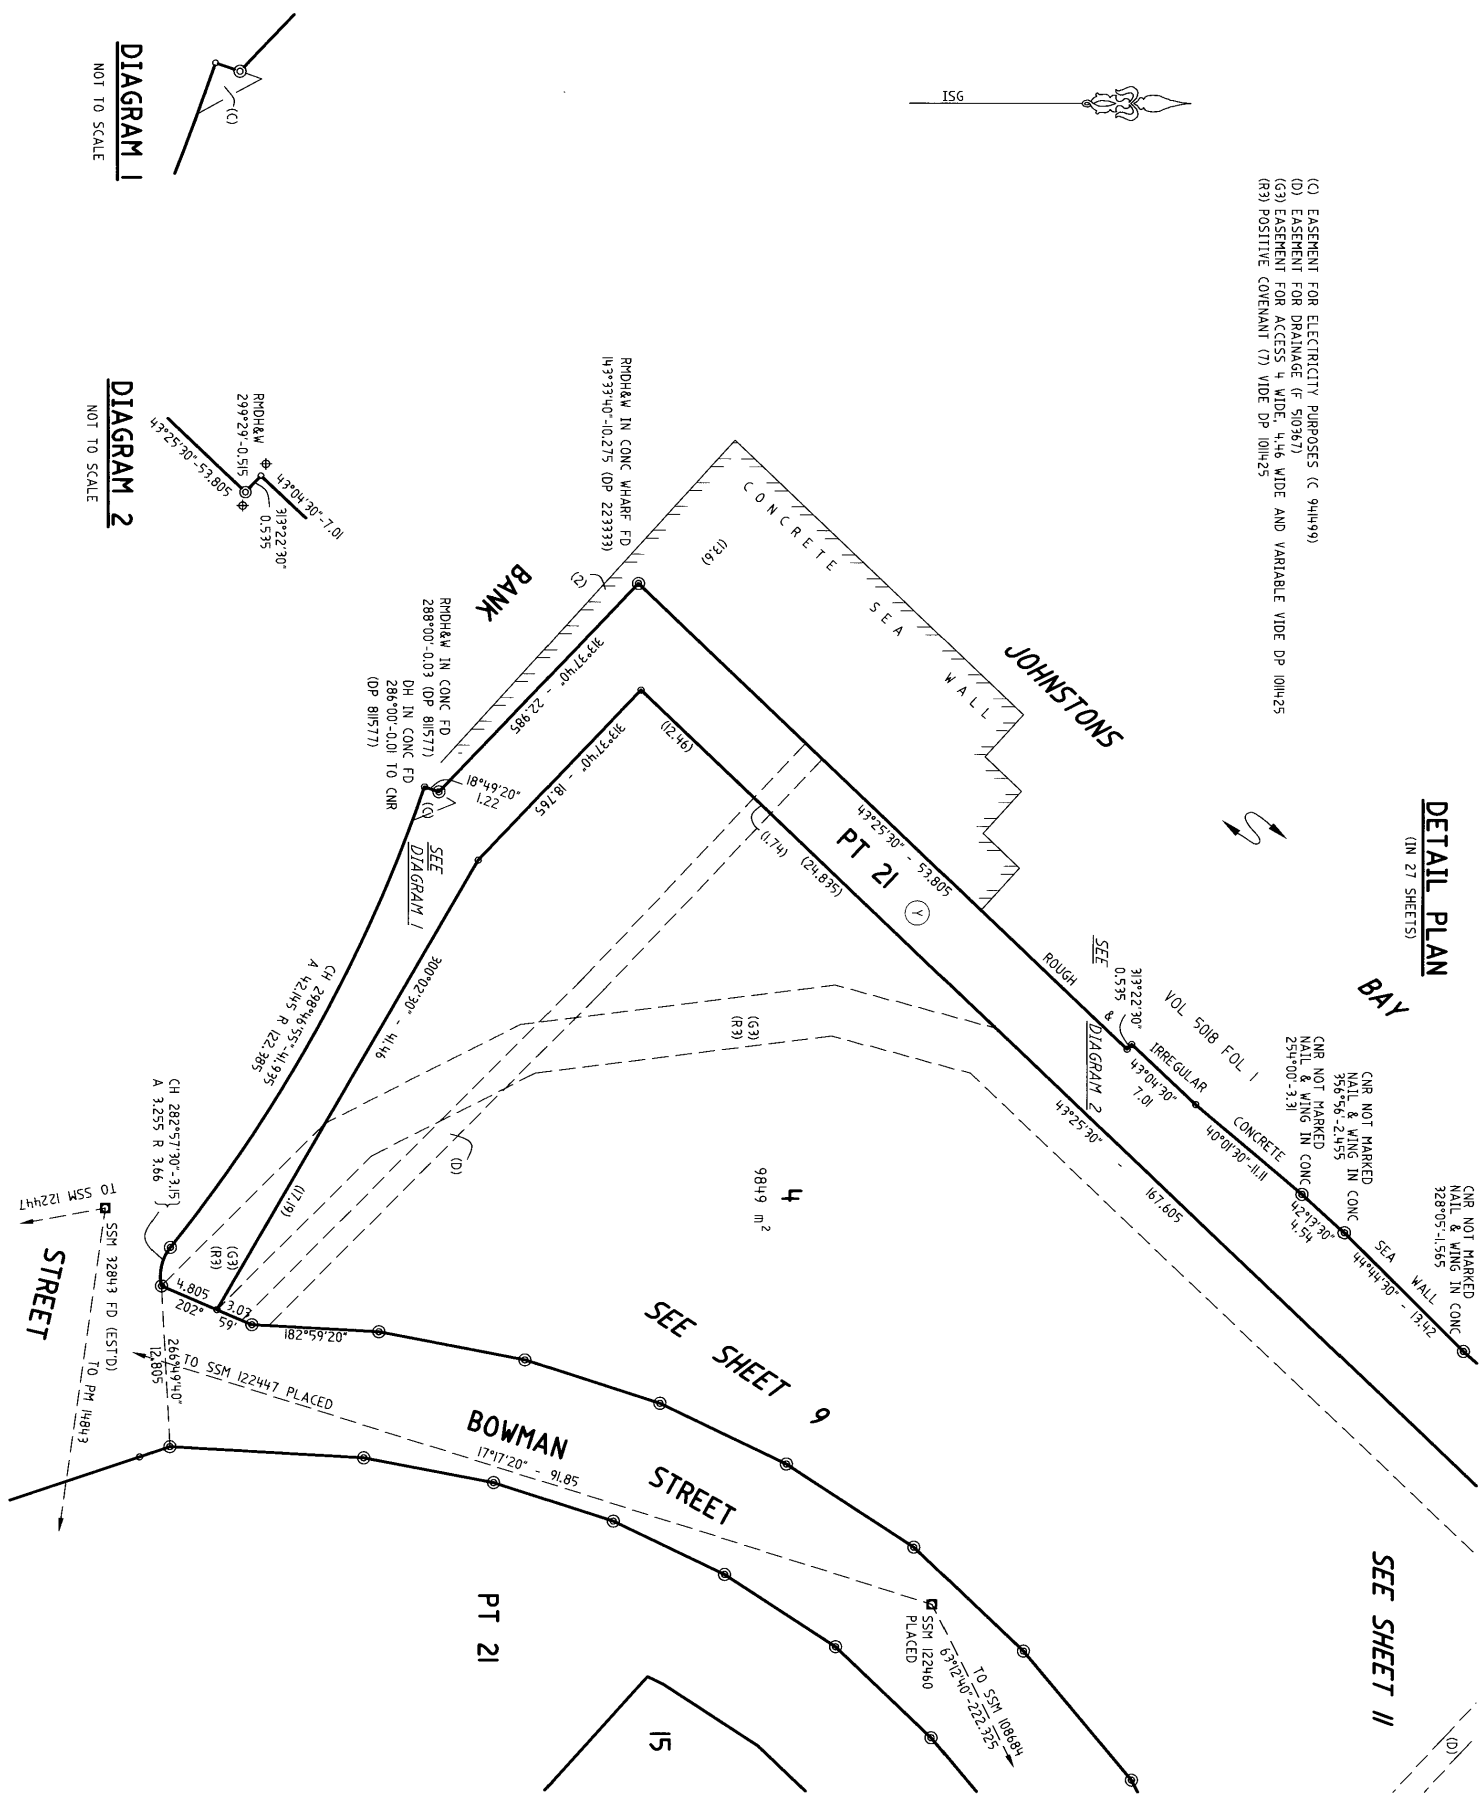 DETAIL PLAN
(IN 27 SHEETS)
(C) EASEMENT FOR ELECTRICITY PURPOSES (C 941499)
(D) EASEMENT FOR DRAINAGE (F 510367)
(G3) EASEMENT FOR ACCESS 4 WIDE, 4.46 WIDE AND VARIABLE VIDE DP 1011425
(R3) POSITIVE COVENANT (7) VIDE DP 1011425
ISG
JOHNSTONS
BAY
CONCRETE SEA WALL
(13.6)
(2)
BANK
STREET
RMDH&W IN CONC WHARF FD
143°33'40"-10.275 (DP 223333)
RMDH&W IN CONC FD
288°00'-0.03 (DP 811577)
DH IN CONC FD
286°00'-0.01 TO CNR
(DP 811577)
313°37'40" - 22.985
18°49'20"
1.22
(C)
SEE
DIAGRAM 1
313°37'40" - 18.765
(12.46)
(1.74)
(24.835)
43°25'30" - 53.805
PT 21
Y
ROUGH
IRREGULAR
CONCRETE
SEA WALL
SEE
& DIAGRAM 2
313°22'30"
0.535
43°04'30"
7.01
40°01'30"-11.11
42°13'30"
4.54
44°44'30" - 13.42
VOL 5018 FOL 1
CNR NOT MARKED
NAIL & WING IN CONC
254°00'-3.31
CNR NOT MARKED
NAIL & WING IN CONC
356°56'-2.455
CNR NOT MARKED
NAIL & WING IN CONC
328°05'-1.565
43°25'30" - 167.605
300°02'30" - 41.46
(17.19)
CH 298°46'55"-41.935
A 42.145 R 122.385
CH 282°57'30"-3.15
A 3.255 R 3.66
(G3)
(R3)
(D)
(G3)
(R3)
4
9849 m²
4.805
3.03
202° 59'
182°59'20"
266°49'40"
12.805
TO SSM 122447
SSM 32843 FD (EST'D)
TO PM 14843
TO SSM 122447 PLACED
17°17'20" - 91.85
BOWMAN STREET
SEE SHEET 9
SEE SHEET 11
SSM 122460
PLACED
TO SSM 108684
63°12'40"-222.325
PT 21
15
(D)
DIAGRAM 1
NOT TO SCALE
(C)
DIAGRAM 2
NOT TO SCALE
RMDH&W
299°29'-0.515
43°25'30"-53.805
43°04'30"-7.01
313°22'30"
0.535